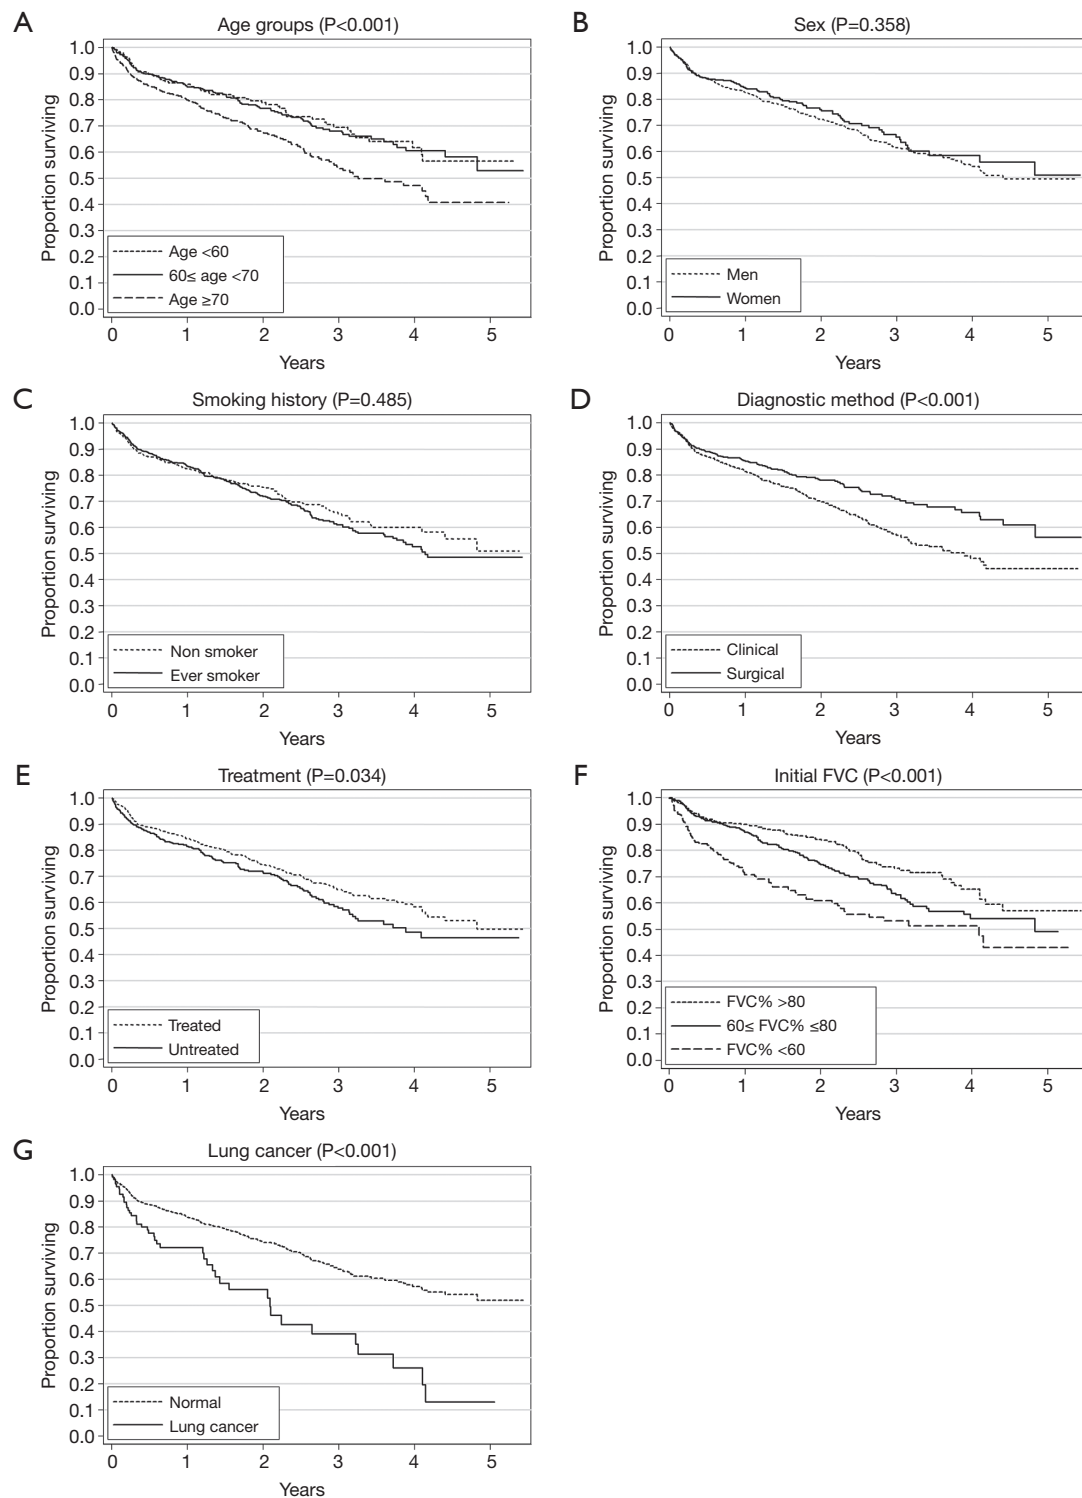 A
Age groups (P<0.001)
Proportion surviving
1.0
0.9
0.8
0.7
0.6
0.5
0.4
0.3
0.2
0.1
0.0
Age <60
60≤ age <70
Age ≥70
0 1 2 3 4 5
Years
B
Sex (P=0.358)
Proportion surviving
1.0
0.9
0.8
0.7
0.6
0.5
0.4
0.3
0.2
0.1
0.0
Men
Women
0 1 2 3 4 5
Years
C
Smoking history (P=0.485)
Proportion surviving
1.0
0.9
0.8
0.7
0.6
0.5
0.4
0.3
0.2
0.1
0.0
Non smoker
Ever smoker
0 1 2 3 4 5
Years
D
Diagnostic method (P<0.001)
Proportion surviving
1.0
0.9
0.8
0.7
0.6
0.5
0.4
0.3
0.2
0.1
0.0
Clinical
Surgical
0 1 2 3 4 5
Years
E
Treatment (P=0.034)
Proportion surviving
1.0
0.9
0.8
0.7
0.6
0.5
0.4
0.3
0.2
0.1
0.0
Treated
Untreated
0 1 2 3 4 5
Years
F
Initial FVC (P<0.001)
Proportion surviving
1.0
0.9
0.8
0.7
0.6
0.5
0.4
0.3
0.2
0.1
0.0
FVC% >80
60≤ FVC% ≤80
FVC% <60
0 1 2 3 4 5
Years
G
Lung cancer (P<0.001)
Proportion surviving
1.0
0.9
0.8
0.7
0.6
0.5
0.4
0.3
0.2
0.1
0.0
Normal
Lung cancer
0 1 2 3 4 5
Years